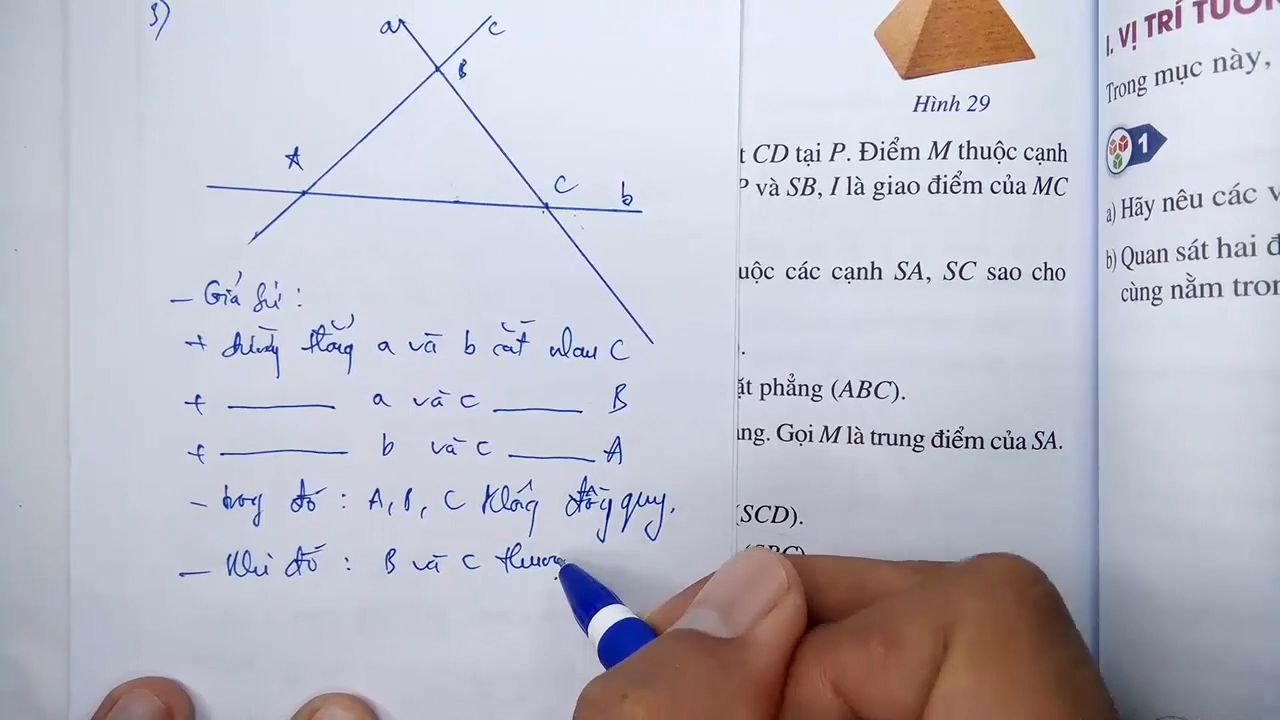 3)
a
c
B
A
C
b
- Giả sử :
+ đường thẳng a và b cắt nhau C
+ a và c B
+ b và c A
- trong đó : A, B, C không đồng quy.
- Khi đó : B và C thuộ
Hình 29
t CD tại P. Điểm M thuộc cạnh
P và SB, I là giao điểm của MC
uộc các cạnh SA, SC sao cho
ặt phẳng (ABC).
ng. Gọi M là trung điểm của SA.
(SCD).
I. VỊ TRÍ TƯƠN
Trong mục này,
1
a) Hãy nêu các v
b) Quan sát hai đ
cùng nằm tron